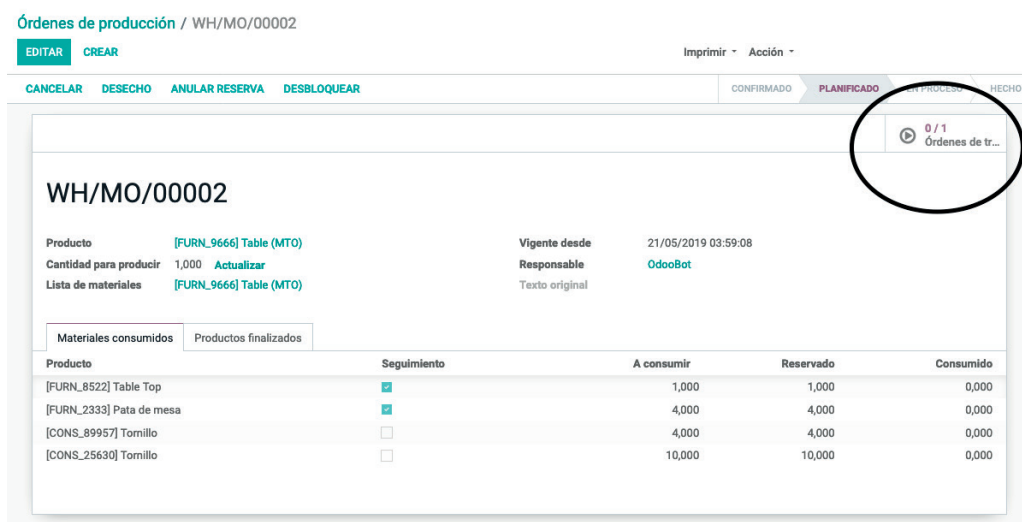 Órdenes de producción / WH/MO/00002
EDITAR CREAR Imprimir Acción
CANCELAR DESECHO ANULAR RESERVA DESBLOQUEAR CONFIRMADO PLANIFICADO EN PROCESO HECHO
0 / 1
Órdenes de tr...
WH/MO/00002
Producto [FURN_9666] Table (MTO) Vigente desde 21/05/2019 03:59:08
Cantidad para producir 1,000 Actualizar Responsable OdooBot
Lista de materiales [FURN_9666] Table (MTO) Texto original
Materiales consumidos Productos finalizados
Producto Seguimiento A consumir Reservado Consumido
[FURN_8522] Table Top 1,000 1,000 0,000
[FURN_2333] Pata de mesa 4,000 4,000 0,000
[CONS_89957] Tornillo 4,000 4,000 0,000
[CONS_25630] Tornillo 10,000 10,000 0,000